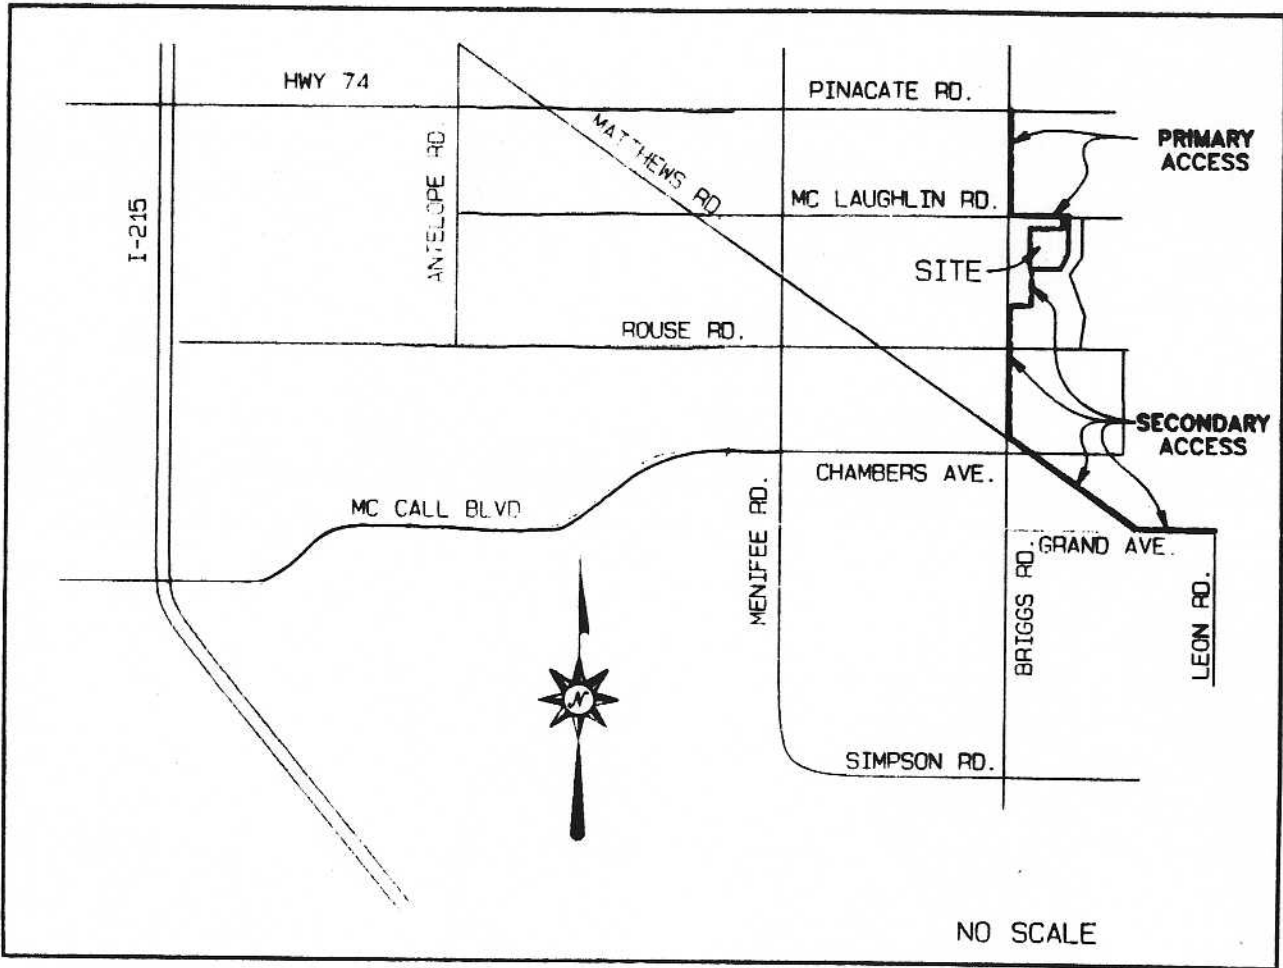 HWY 74
PINACATE RD.
MATTHEWS RD.
PRIMARY
ACCESS
ANTELOPE RD.
MC LAUGHLIN RD.
I-215
SITE
ROUSE RD.
SECONDARY
ACCESS
CHAMBERS AVE.
MC CALL BLVD
MENIFEE RD.
GRAND AVE.
BRIGGS RD.
LEON RD.
N
SIMPSON RD.
NO SCALE